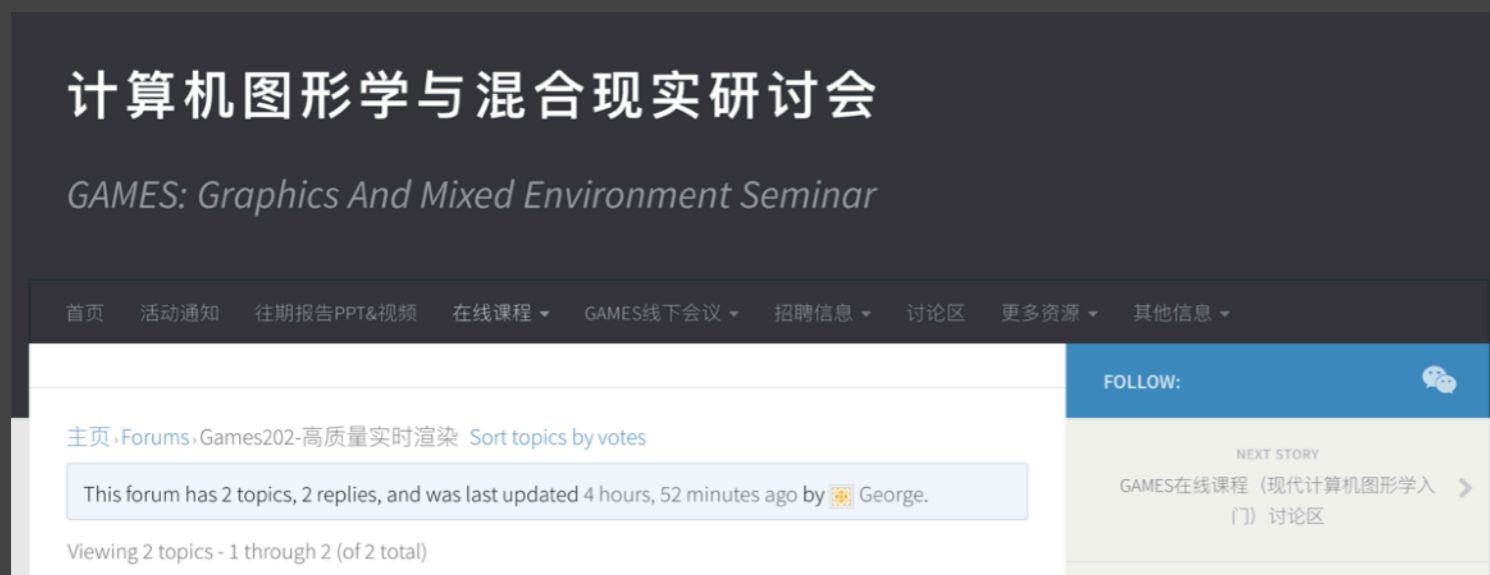 计算机图形学与混合现实研讨会
GAMES: Graphics And Mixed Environment Seminar
首页 活动通知 往期报告PPT&视频 在线课程 GAMES线下会议 招聘信息 讨论区 更多资源 其他信息
FOLLOW:
主页 › Forums › Games202-高质量实时渲染 Sort topics by votes
This forum has 2 topics, 2 replies, and was last updated 4 hours, 52 minutes ago by George.
Viewing 2 topics - 1 through 2 (of 2 total)
NEXT STORY
GAMES在线课程（现代计算机图形学入
门）讨论区